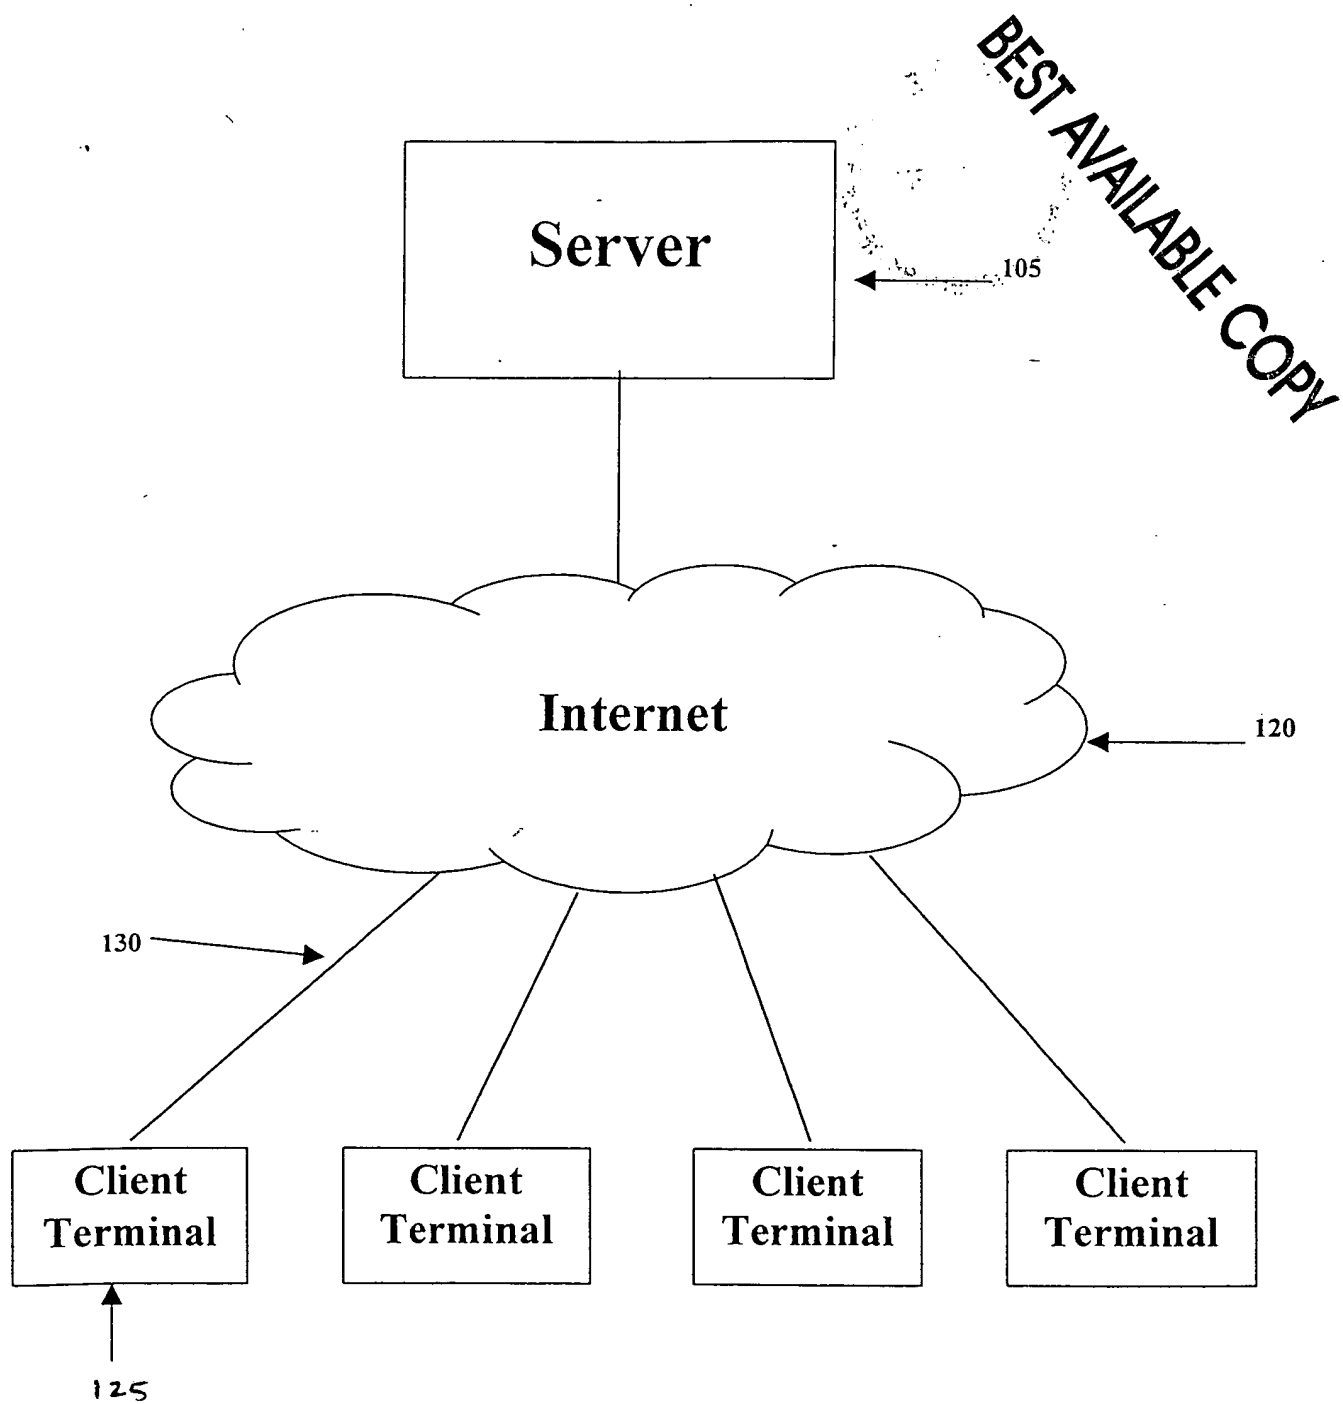 BEST AVAILABLE COPY
Server
105
Internet
120
130
Client
Terminal
Client
Terminal
Client
Terminal
Client
Terminal
125